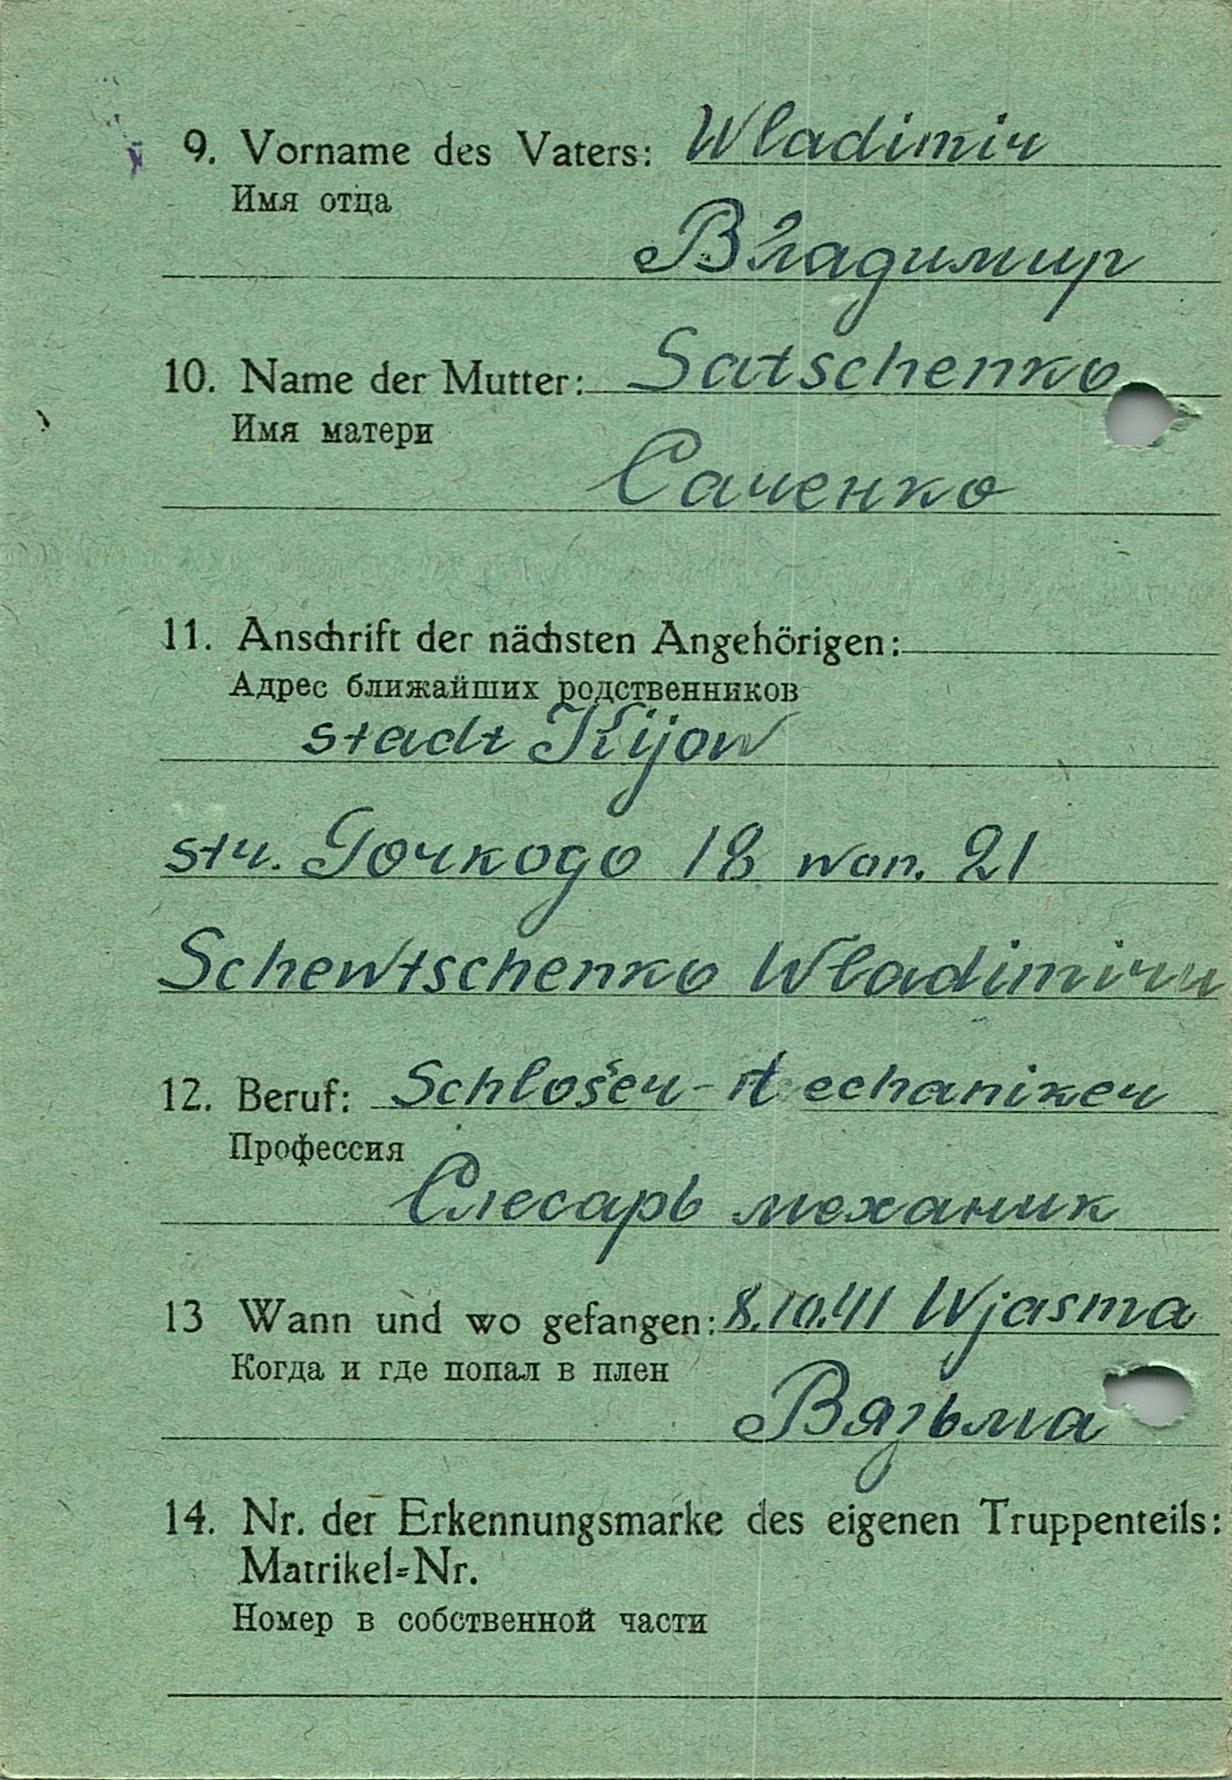 9. Vorname des Vaters: Wladimir
Имя отца
Владимир
10. Name der Mutter: Satschenko
Имя матери
Саченко
11. Anschrift der nächsten Angehörigen:
Адрес ближайших родственников
stadt Kijow
str. Gorkogo 18 won. 21
Schewtschenko Wladimiru
12. Beruf: Schloser-Mechaniker
Профессия
Слесарь механик
13 Wann und wo gefangen: 8.10.41 Wjasma
Когда и где попал в плен
Вязьма
14. Nr. der Erkennungsmarke des eigenen Truppenteils:
Matrikel-Nr.
Номер в собственной части